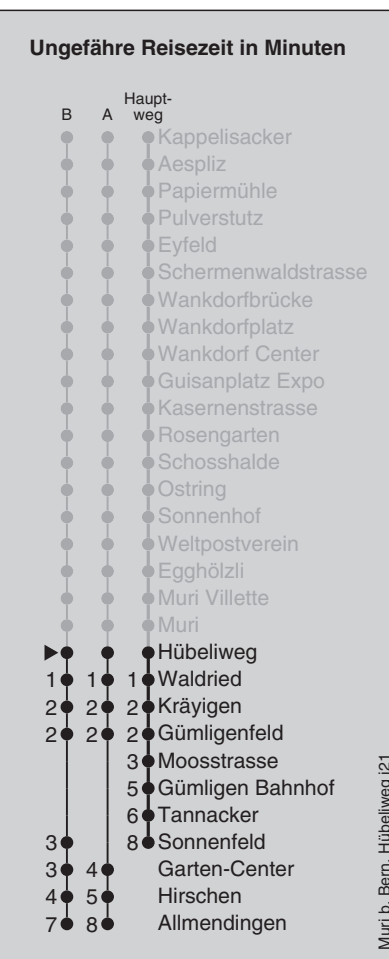 Ungefähre Reisezeit in Minuten
B A Haupt-
weg
Kappelisacker
Aespliz
Papiermühle
Pulverstutz
Eyfeld
Schermenwaldstrasse
Wankdorfbrücke
Wankdorfplatz
Wankdorf Center
Guisanplatz Expo
Kasernenstrasse
Rosengarten
Schosshalde
Ostring
Sonnenhof
Weltpostverein
Egghölzli
Muri Villette
Muri
Hübeliweg
1 1 1 Waldried
2 2 2 Kräyigen
2 2 2 Gümligenfeld
3 Moosstrasse
5 Gümligen Bahnhof
6 Tannacker
3 8 Sonnenfeld
3 4 Garten-Center
4 5 Hirschen
7 8 Allmendingen
Muri b. Bern, Hübeliweg j21